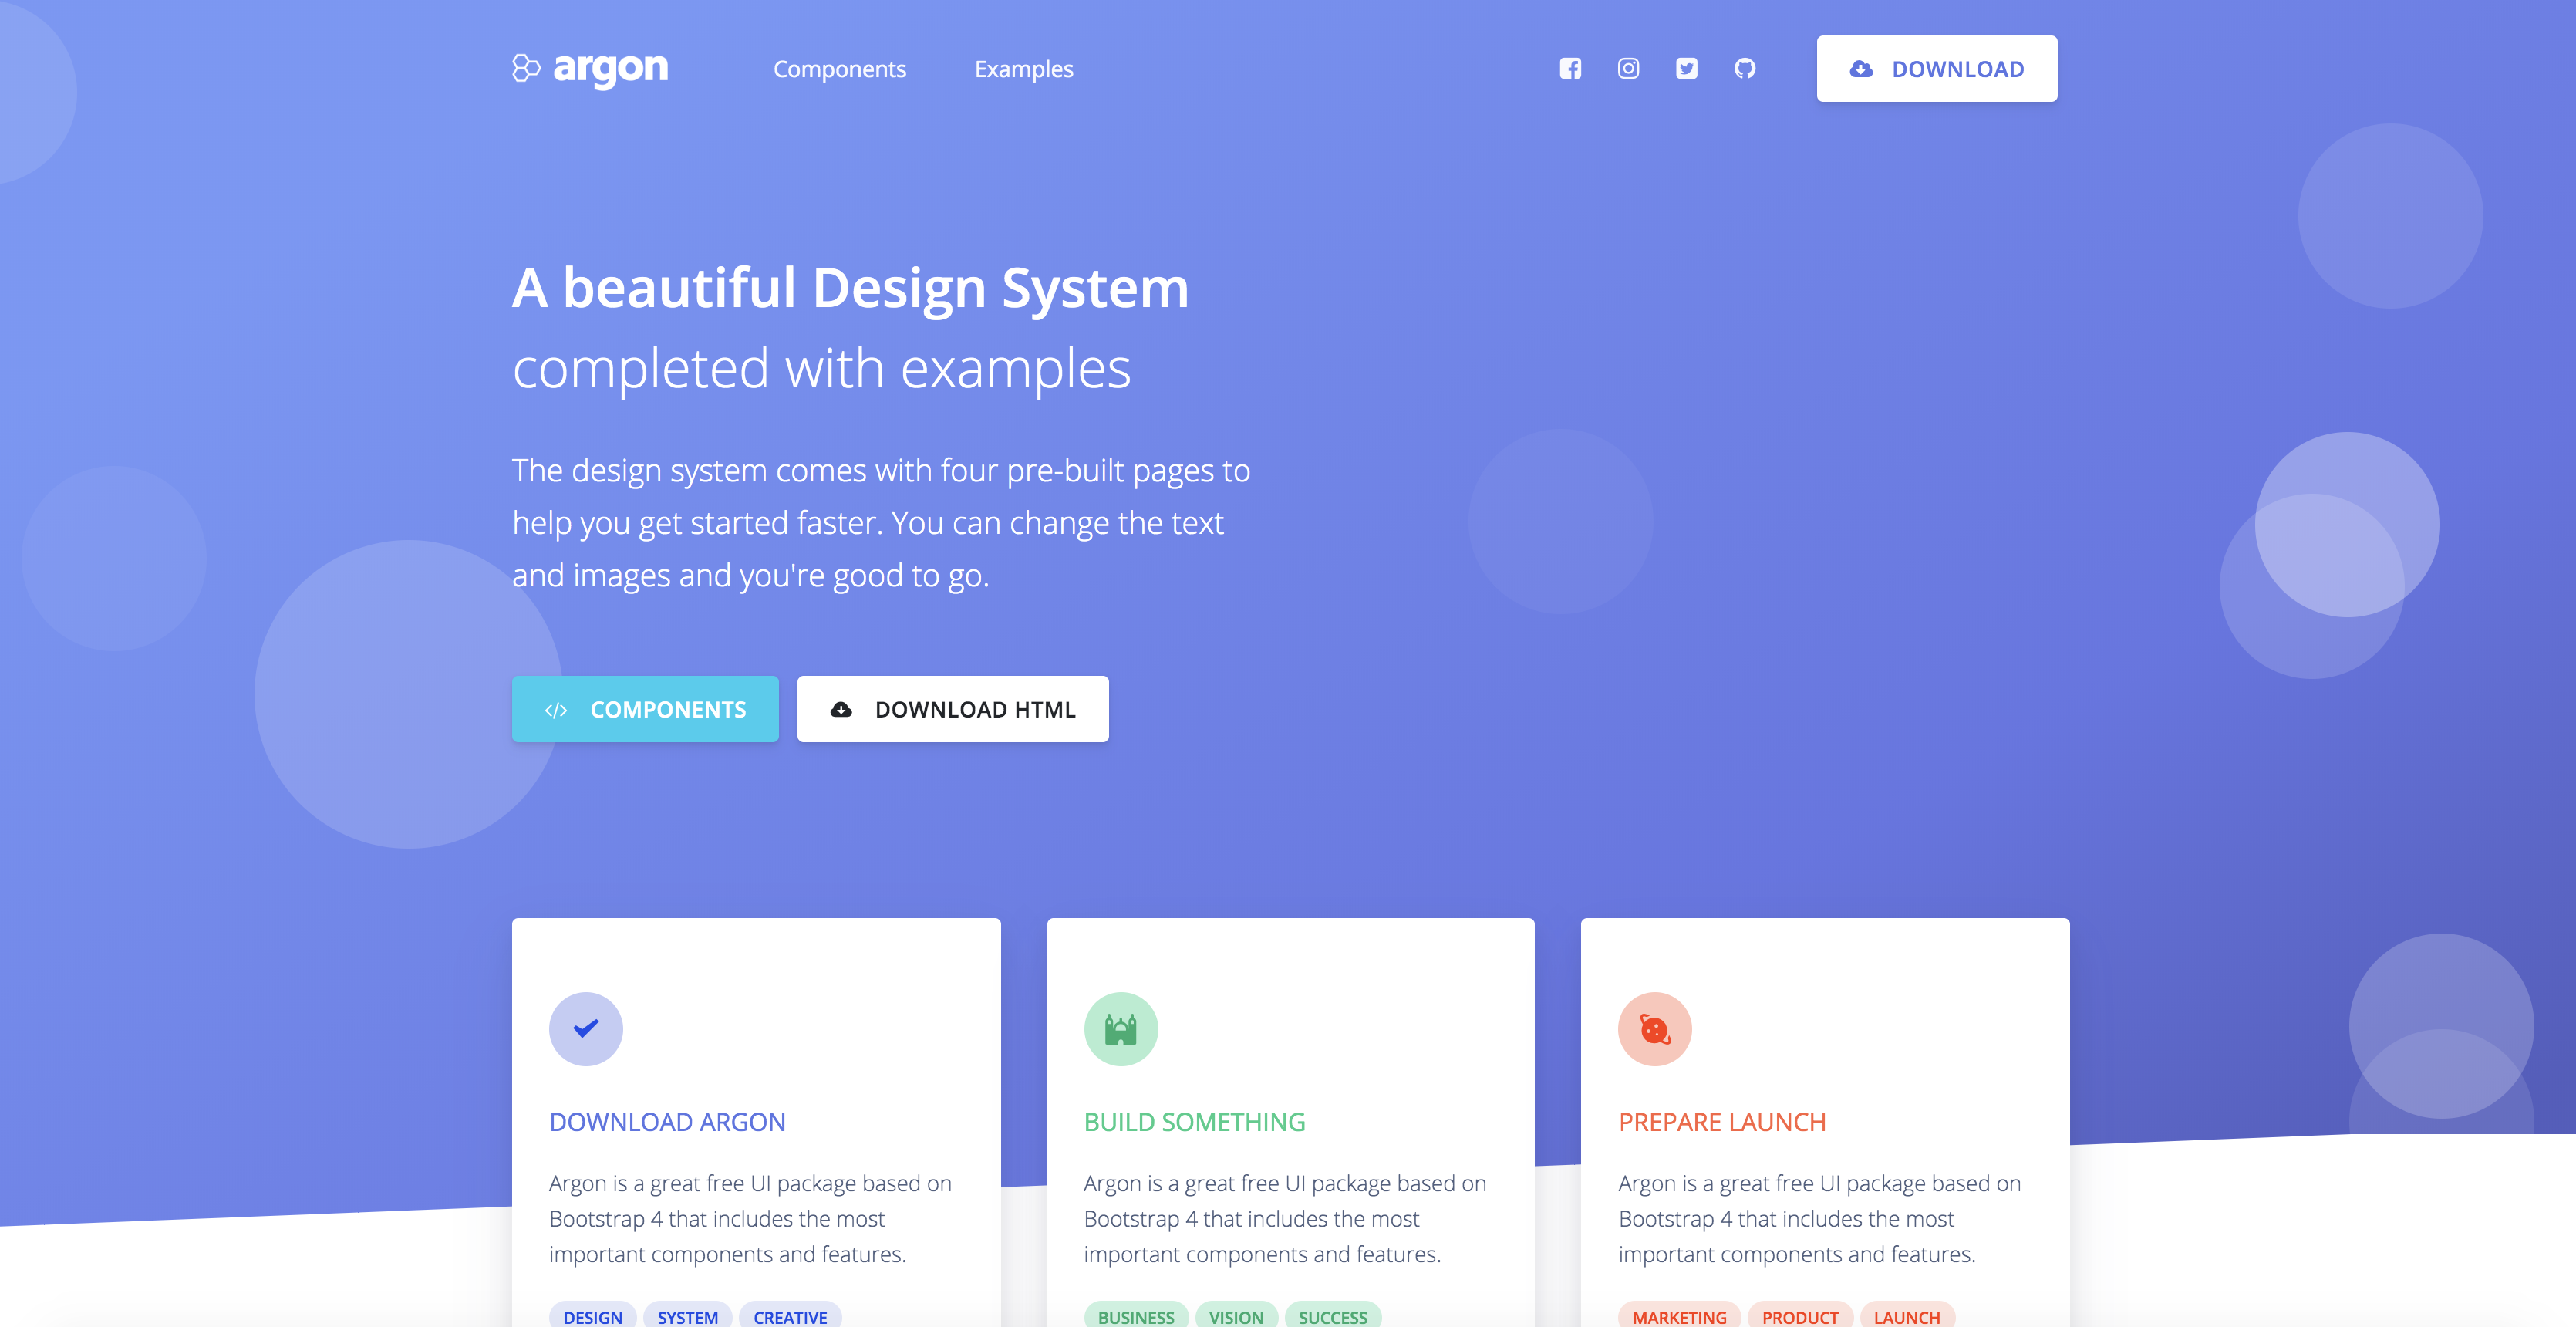 argon
Components
Examples
DOWNLOAD
A beautiful Design System
completed with examples
The design system comes with four pre-built pages to
help you get started faster. You can change the text
and images and you're good to go.
COMPONENTS
DOWNLOAD HTML
DOWNLOAD ARGON
Argon is a great free UI package based on
Bootstrap 4 that includes the most
important components and features.
DESIGN SYSTEM CREATIVE
BUILD SOMETHING
Argon is a great free UI package based on
Bootstrap 4 that includes the most
important components and features.
BUSINESS VISION SUCCESS
PREPARE LAUNCH
Argon is a great free UI package based on
Bootstrap 4 that includes the most
important components and features.
MARKETING PRODUCT LAUNCH